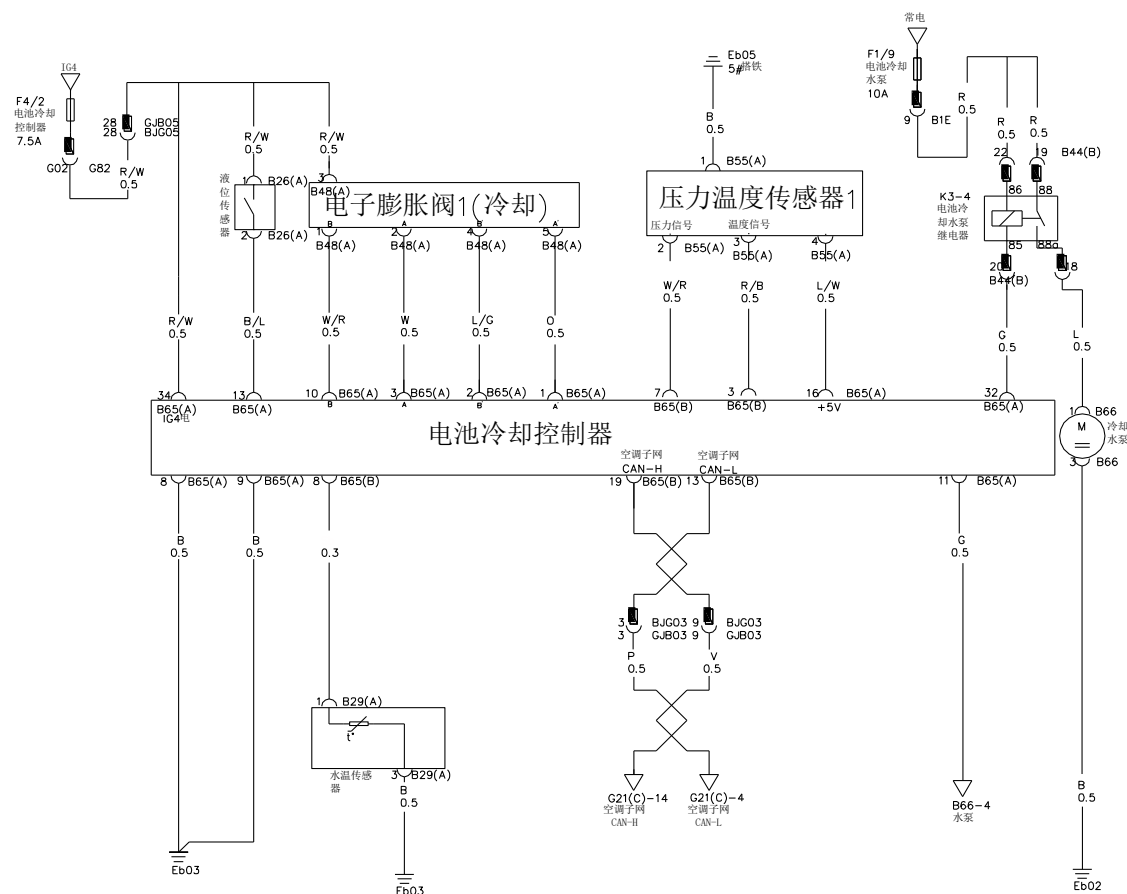 常电
IG4
F4/2
电池冷却
控制器
7.5A
G02
G82
28 GJB05
28 BJG05
R/W
0.5
R/W
0.5
R/W
0.5
Eb05
5#搭铁
B
0.5
F1/9
电池冷却
水泵
10A
9 B1E
R
0.5
R
0.5
R
0.5
22
19 B44(B)
86 88
K3-4
电池冷
却水泵
继电器
85 88a
20
B44(B)
18
液位传感器
1 B26(A)
2 B26(A)
3
B48(A)
电子膨胀阀1(冷却)
B A B' A'
1 B48(A)
2 B48(A)
4 B48(A)
5 B48(A)
1 B55(A)
压力温度传感器1
压力信号 温度信号
2 B55(A)
3 B55(A)
4 B55(A)
R/W
0.5
B/L
0.5
W/R
0.5
W
0.5
L/G
0.5
O
0.5
W/R
0.5
R/B
0.5
L/W
0.5
G
0.5
L
0.5
34
B65(A)
IG4电
13
B65(A)
10 B65(A)
B
3 B65(A)
A
2 B65(A)
B'
1 B65(A)
A'
7
B65(B)
3
B65(B)
16 B65(A)
+5V
32
B65(A)
电池冷却控制器
1 B66
M
冷却
水泵
3 B66
空调子网
CAN-H
空调子网
CAN-L
8 B65(A)
9 B65(A)
8 B65(B)
19 B65(B)
13 B65(B)
11 B65(A)
B
0.5
B
0.5
0.3
G
0.5
3 BJG03
3 GJB03
9 BJG03
9 GJB03
P
0.5
V
0.5
1 B29(A)
t°
水温传感
器
3 B29(A)
B
0.5
G21(C)-14
空调子网
CAN-H
G21(C)-4
空调子网
CAN-L
B66-4
水泵
B
0.5
Eb03
Eb03
Eb02